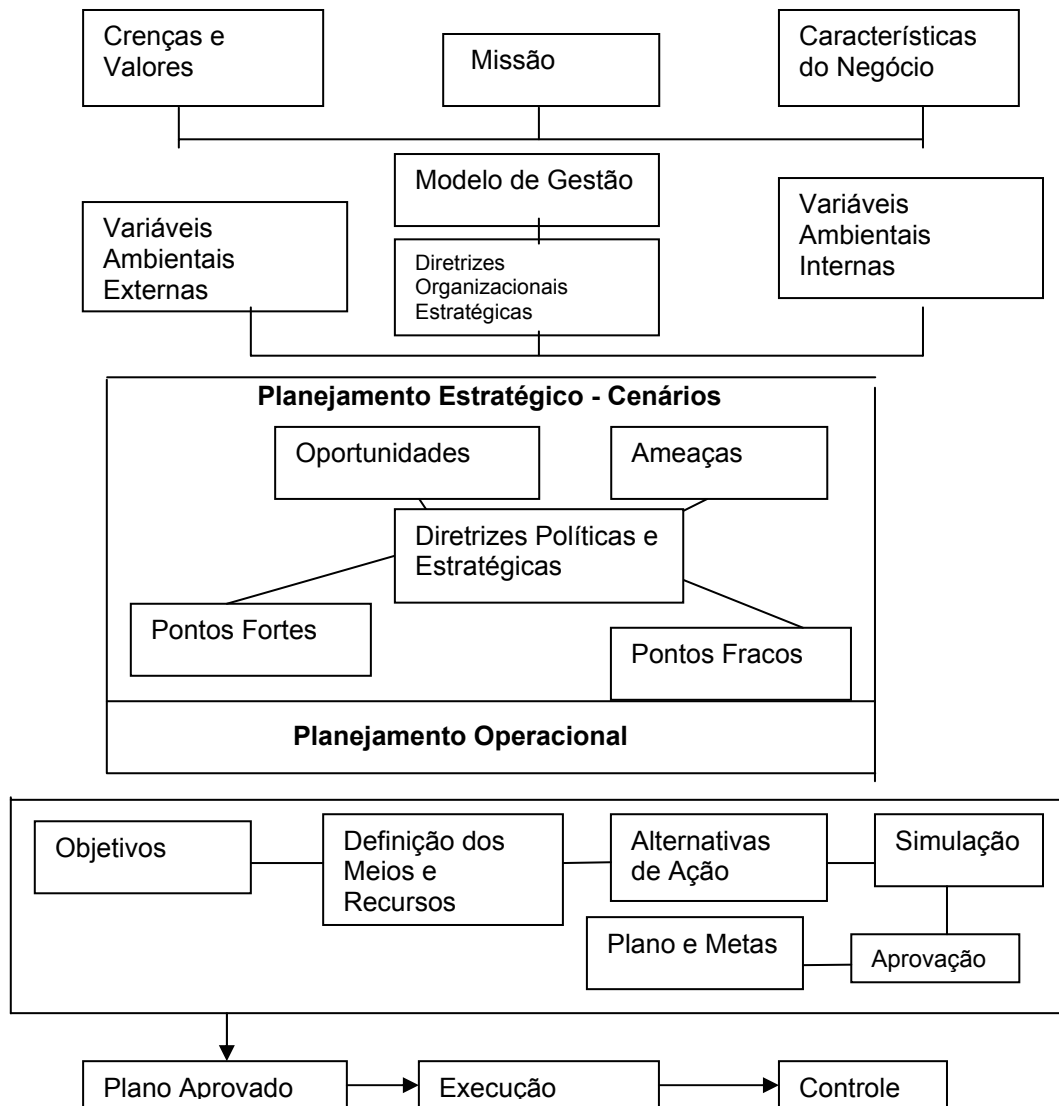 Crenças e
Valores
Missão
Características
do Negócio
Modelo de Gestão
Variáveis
Ambientais
Externas
Diretrizes
Organizacionais
Estratégicas
Variáveis
Ambientais
Internas
Planejamento Estratégico - Cenários
Oportunidades
Ameaças
Diretrizes Políticas e
Estratégicas
Pontos Fortes
Pontos Fracos
Planejamento Operacional
Objetivos
Definição dos
Meios e
Recursos
Alternativas
de Ação
Simulação
Plano e Metas
Aprovação
Plano Aprovado
Execução
Controle